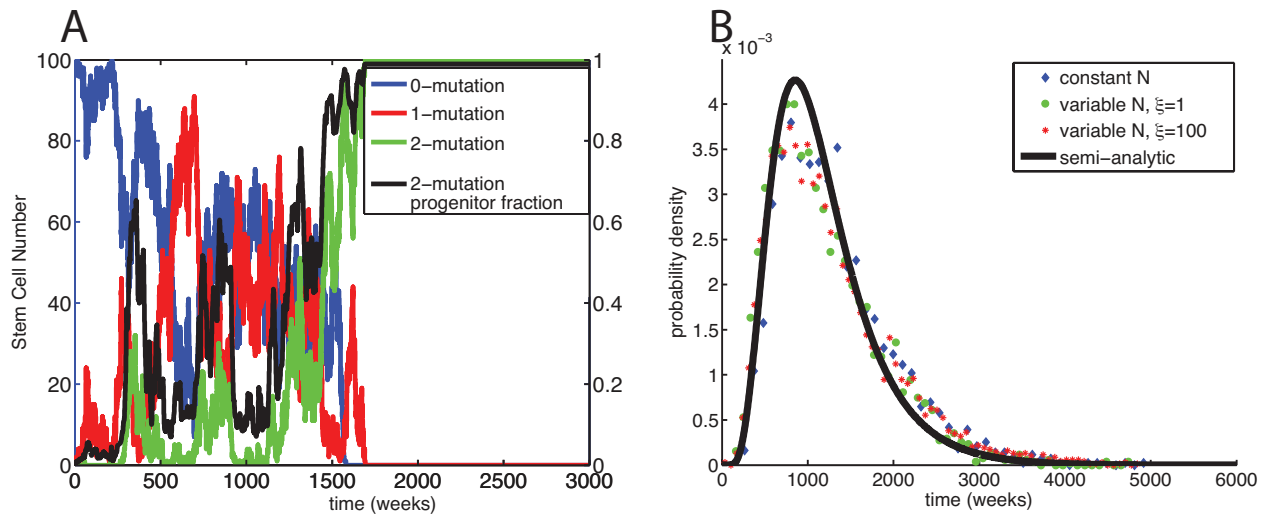 A
Stem Cell Number
100
80
60
40
20
0
1
0.8
0.6
0.4
0.2
0
0−mutation
1−mutation
2−mutation
2−mutation
progenitor fraction
0
500
1000
1500
2000
2500
3000
time (weeks)
B
x 10⁻³
probability density
4
3.5
3
2.5
2
1.5
1
0.5
0
constant N
variable N, ξ=1
variable N, ξ=100
semi−analytic
0
1000
2000
3000
4000
5000
6000
time (weeks)